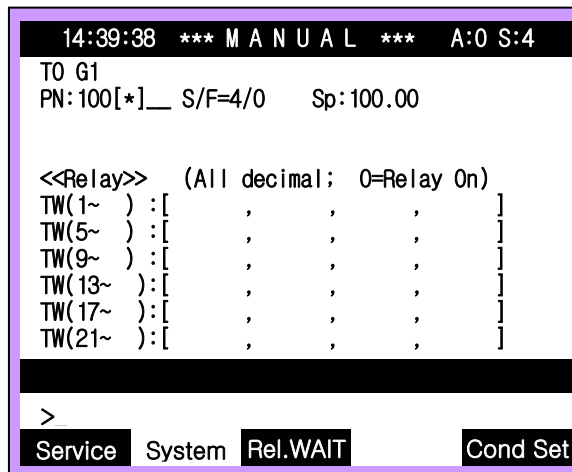 14:39:38 *** M A N U A L *** A:0 S:4
T0 G1
PN:100[*]__ S/F=4/0 Sp:100.00
<<Relay>> (All decimal; 0=Relay On)
TW(1~ ) :[ , , , ]
TW(5~ ) :[ , , , ]
TW(9~ ) :[ , , , ]
TW(13~ ):[ , , , ]
TW(17~ ):[ , , , ]
TW(21~ ):[ , , , ]
>_
Service System Rel.WAIT Cond Set